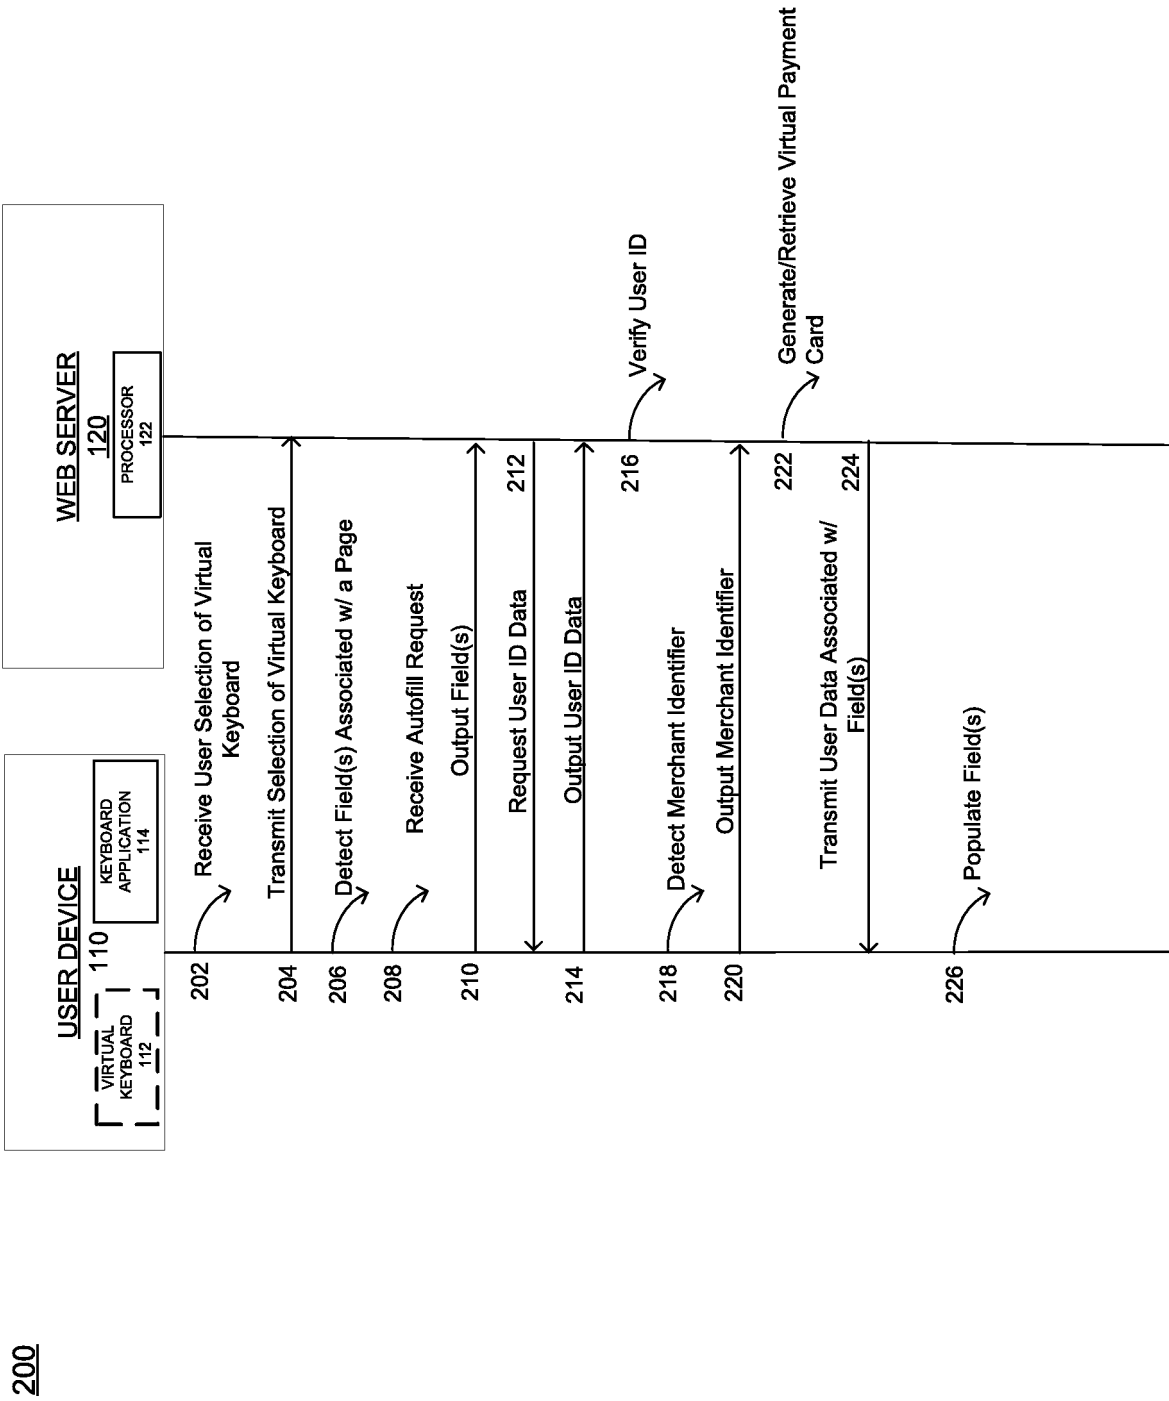 200
USER DEVICE
110
VIRTUAL
KEYBOARD
112
KEYBOARD
APPLICATION
114
WEB SERVER
120
PROCESSOR
122
202
Receive User Selection of Virtual
Keyboard
204
Transmit Selection of Virtual Keyboard
206
Detect Field(s) Associated w/ a Page
208
Receive Autofill Request
210
Output Field(s)
212
Request User ID Data
214
Output User ID Data
216
Verify User ID
218
Detect Merchant Identifier
220
Output Merchant Identifier
222
Generate/Retrieve Virtual Payment
Card
224
Transmit User Data Associated w/
Field(s)
226
Populate Field(s)